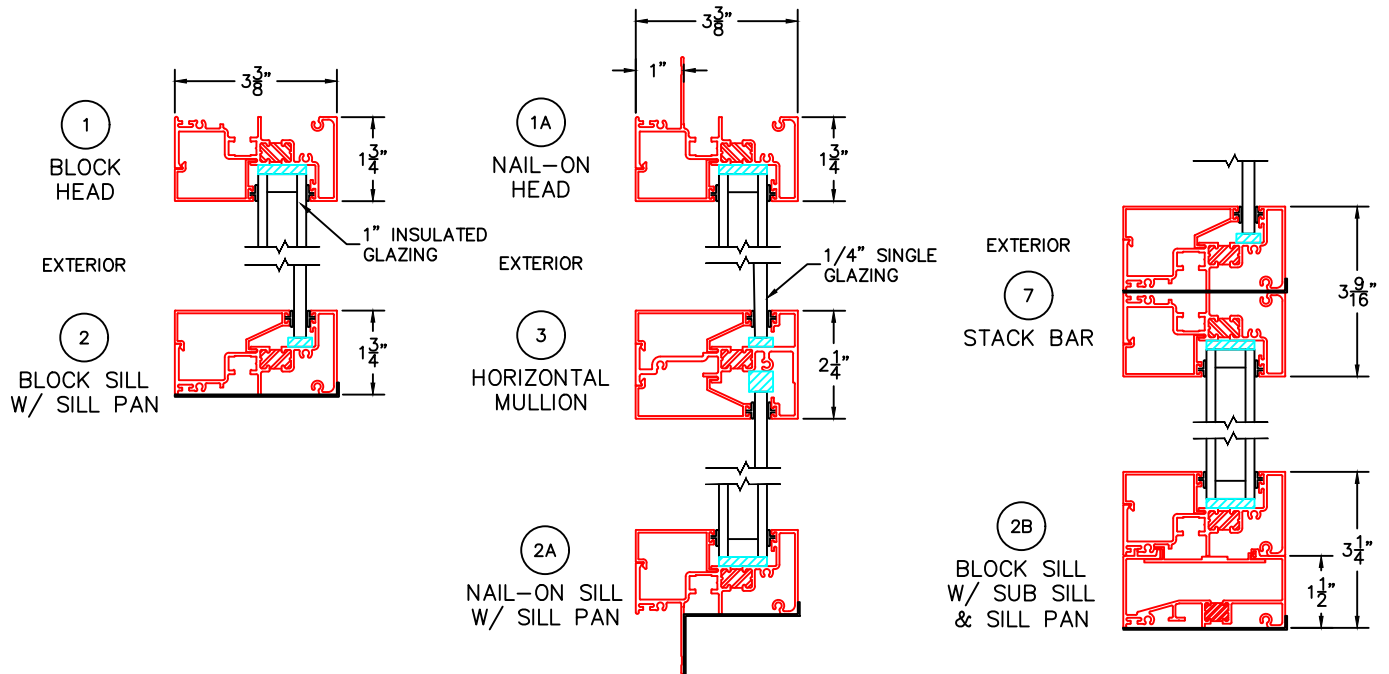 3 3/8"
1
BLOCK
HEAD
1 3/4"
1" INSULATED
GLAZING
EXTERIOR
2
BLOCK SILL
W/ SILL PAN
1 3/4"
3 3/8"
1"
1A
NAIL-ON
HEAD
1 3/4"
EXTERIOR
1/4" SINGLE
GLAZING
3
HORIZONTAL
MULLION
2 1/4"
2A
NAIL-ON SILL
W/ SILL PAN
EXTERIOR
7
STACK BAR
3 9/16"
2B
BLOCK SILL
W/ SUB SILL
& SILL PAN
1 1/2"
3 1/4"